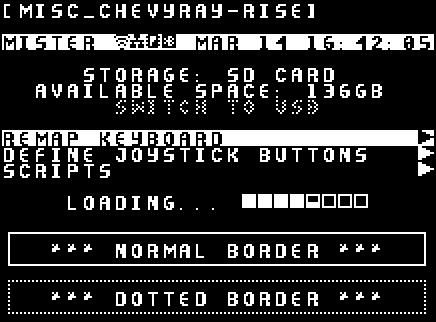 [MISC_CHEVYRAY-RISE]
MISTER MAR 14 16:42:05
STORAGE: SD CARD
AVAILABLE SPACE: 136GB
SWITCH TO USB
REMAP KEYBOARD
DEFINE JOYSTICK BUTTONS
SCRIPTS
LOADING...
*** NORMAL BORDER ***
*** DOTTED BORDER ***